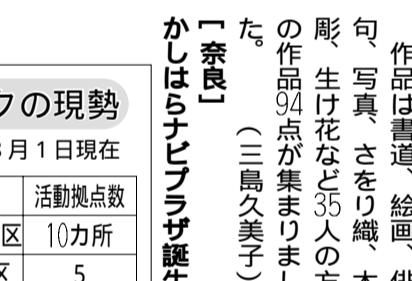 作品は書道、絵画、俳
句、写真、さをり織、木
彫、生け花など35人の方
の作品94点が集まりまし
た。　（三島久美子）
【奈良】
かしはらナビプラザ誕生
クの現勢
月1日現在
活動拠点数
区 10カ所
区 5